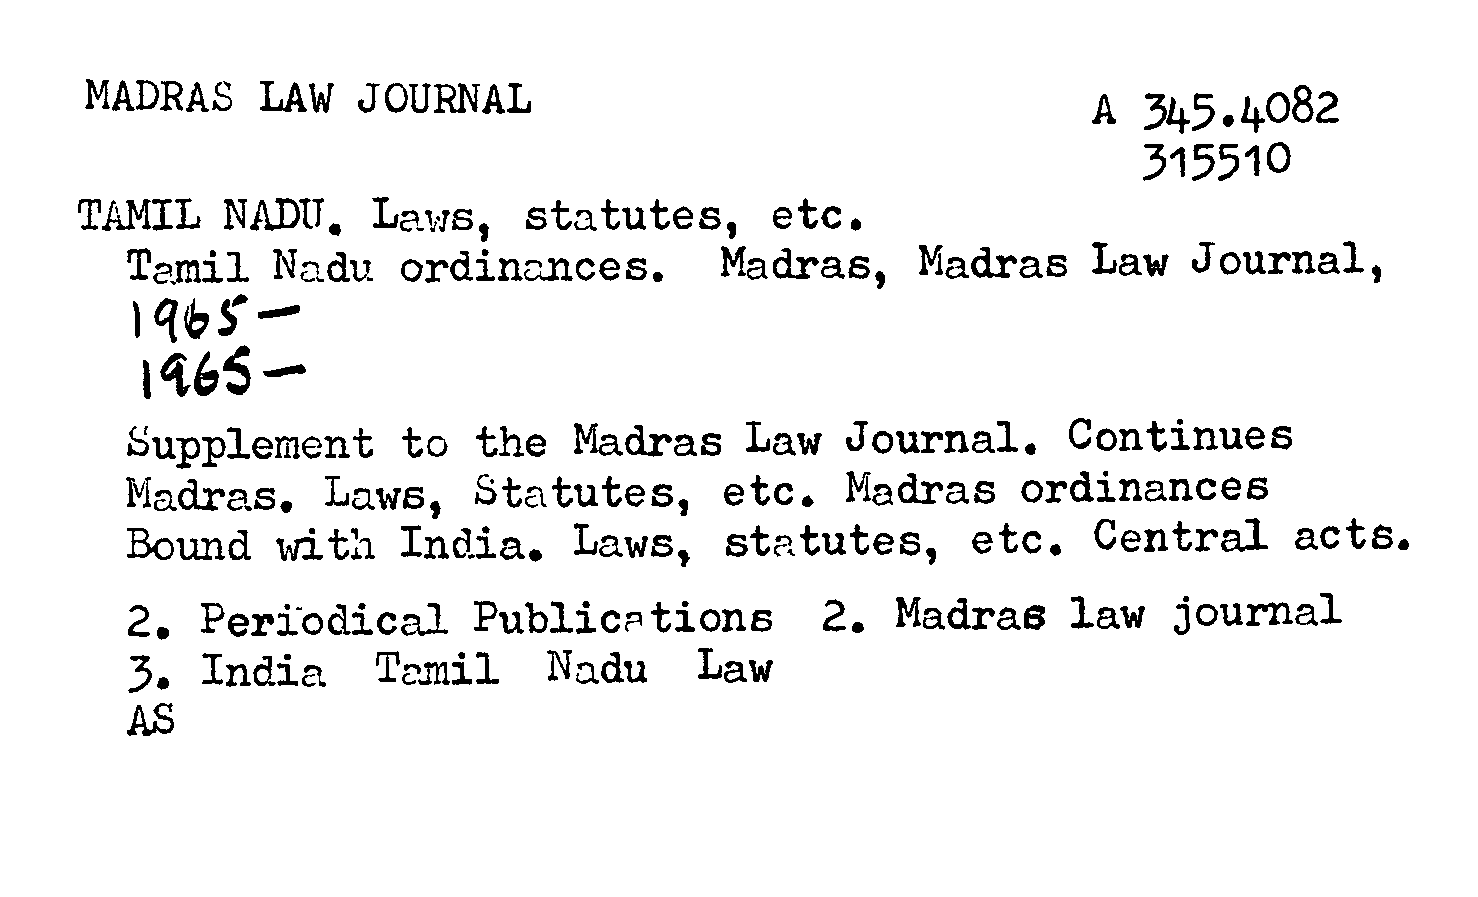 MADRAS LAW JOURNAL
A 345.4082
315510
TAMIL NADU. Laws, statutes, etc.
Tamil Nadu ordinances. Madras, Madras Law Journal,
1965-
1965-
Supplement to the Madras Law Journal. Continues
Madras. Laws, Statutes, etc. Madras ordinances
Bound with India. Laws, statutes, etc. Central acts.
2. Periodical Publications 2. Madras law journal
3. India Tamil Nadu Law
AS